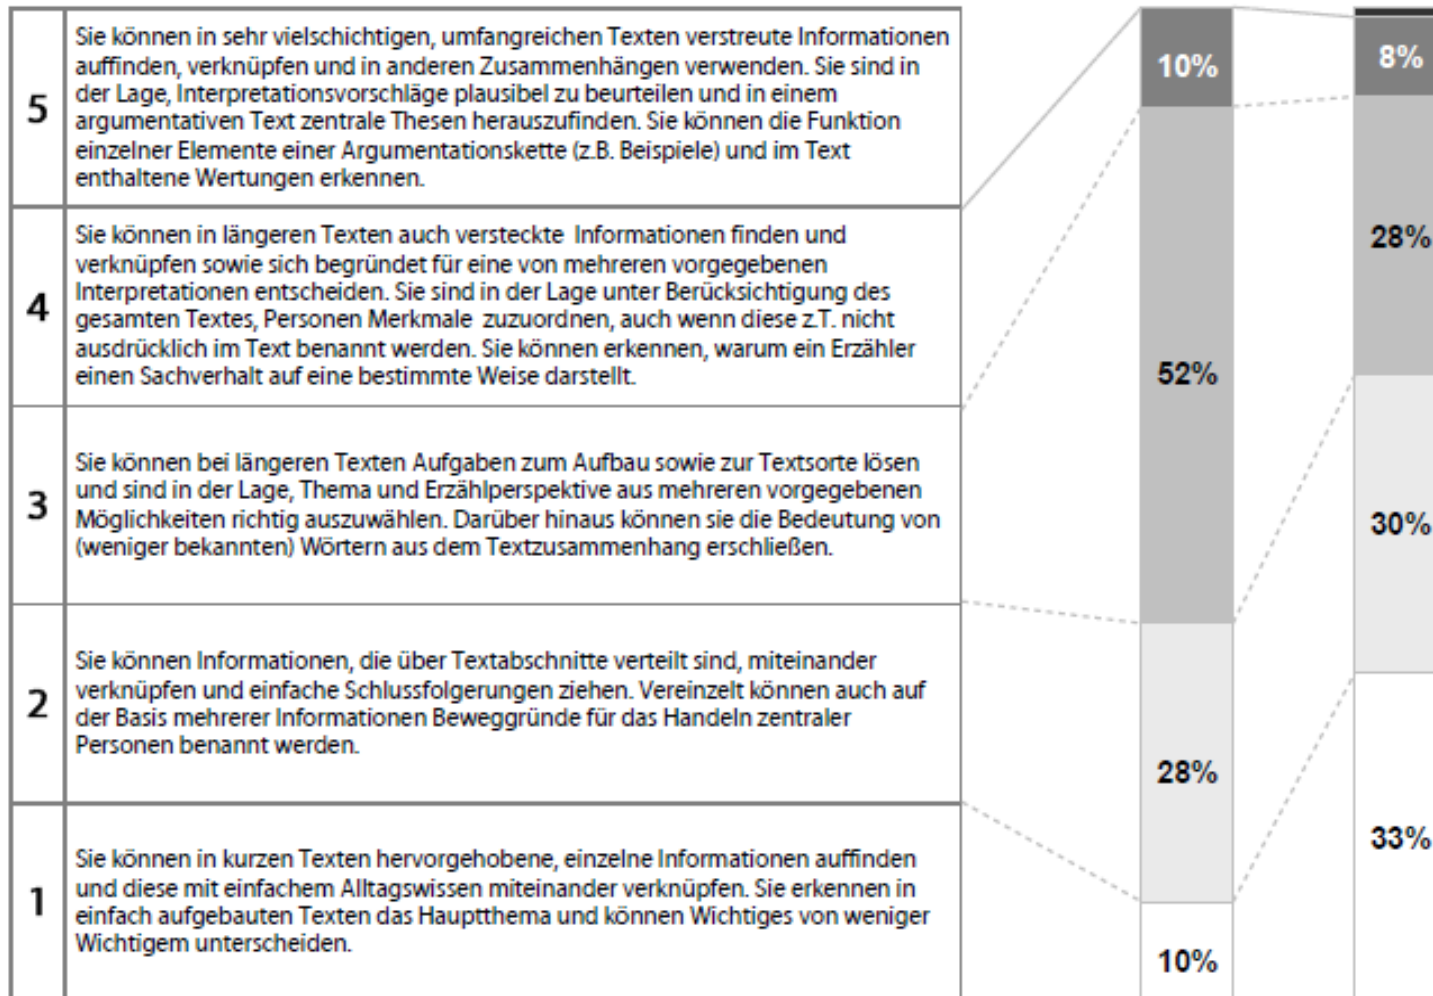 5
Sie können in sehr vielschichtigen, umfangreichen Texten verstreute Informationen
auffinden, verknüpfen und in anderen Zusammenhängen verwenden. Sie sind in
der Lage, Interpretationsvorschläge plausibel zu beurteilen und in einem
argumentativen Text zentrale Thesen herauszufinden. Sie können die Funktion
einzelner Elemente einer Argumentationskette (z.B. Beispiele) und im Text
enthaltene Wertungen erkennen.
4
Sie können in längeren Texten auch versteckte Informationen finden und
verknüpfen sowie sich begründet für eine von mehreren vorgegebenen
Interpretationen entscheiden. Sie sind in der Lage unter Berücksichtigung des
gesamten Textes, Personen Merkmale zuzuordnen, auch wenn diese z.T. nicht
ausdrücklich im Text benannt werden. Sie können erkennen, warum ein Erzähler
einen Sachverhalt auf eine bestimmte Weise darstellt.
3
Sie können bei längeren Texten Aufgaben zum Aufbau sowie zur Textsorte lösen
und sind in der Lage, Thema und Erzählperspektive aus mehreren vorgegebenen
Möglichkeiten richtig auszuwählen. Darüber hinaus können sie die Bedeutung von
(weniger bekannten) Wörtern aus dem Textzusammenhang erschließen.
2
Sie können Informationen, die über Textabschnitte verteilt sind, miteinander
verknüpfen und einfache Schlussfolgerungen ziehen. Vereinzelt können auch auf
der Basis mehrerer Informationen Beweggründe für das Handeln zentraler
Personen benannt werden.
1
Sie können in kurzen Texten hervorgehobene, einzelne Informationen auffinden
und diese mit einfachem Alltagswissen miteinander verknüpfen. Sie erkennen in
einfach aufgebauten Texten das Hauptthema und können Wichtiges von weniger
Wichtigem unterscheiden.
10%
52%
28%
10%
8%
28%
30%
33%